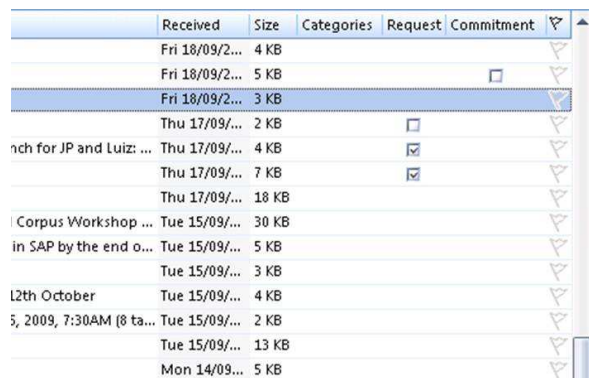 Received Size Categories Request Commitment
Fri 18/09/2... 4 KB
Fri 18/09/2... 5 KB
Fri 18/09/2... 3 KB
Thu 17/09/... 2 KB
nch for JP and Luiz: ... Thu 17/09/... 4 KB
Thu 17/09/... 7 KB
Thu 17/09/... 18 KB
l Corpus Workshop ... Tue 15/09/... 30 KB
in SAP by the end o... Tue 15/09/... 5 KB
Tue 15/09/... 3 KB
12th October Tue 15/09/... 4 KB
5, 2009, 7:30AM (8 ta... Tue 15/09/... 2 KB
Tue 15/09/... 13 KB
Mon 14/09... 5 KB